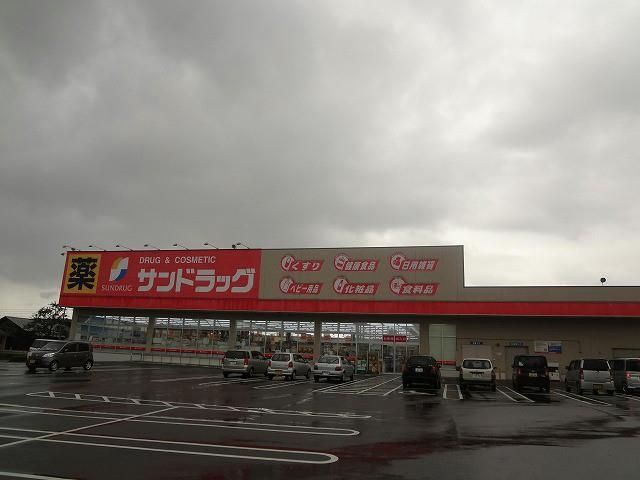 薬
SUNDRUG
DRUG & COSMETIC
サンドラッグ
くすり 健康食品 日用雑貨
ベビー用品 化粧品 食料品